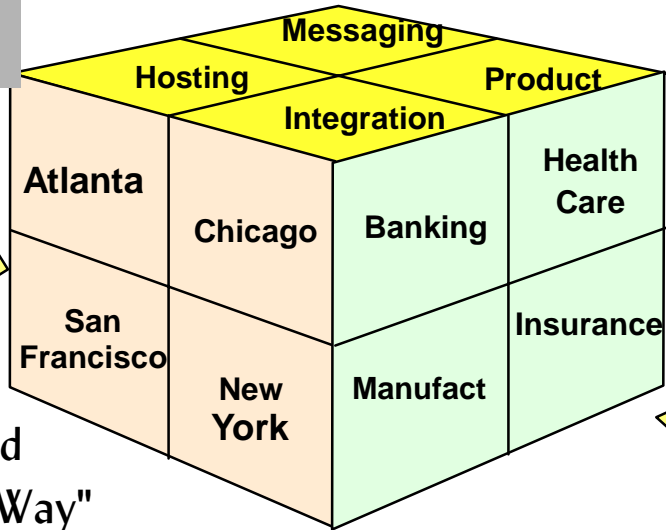 Messaging
Hosting
Product
Integration
Atlanta
Chicago
Banking
Health
Care
San
Francisco
New
York
Manufact
Insurance
Way"